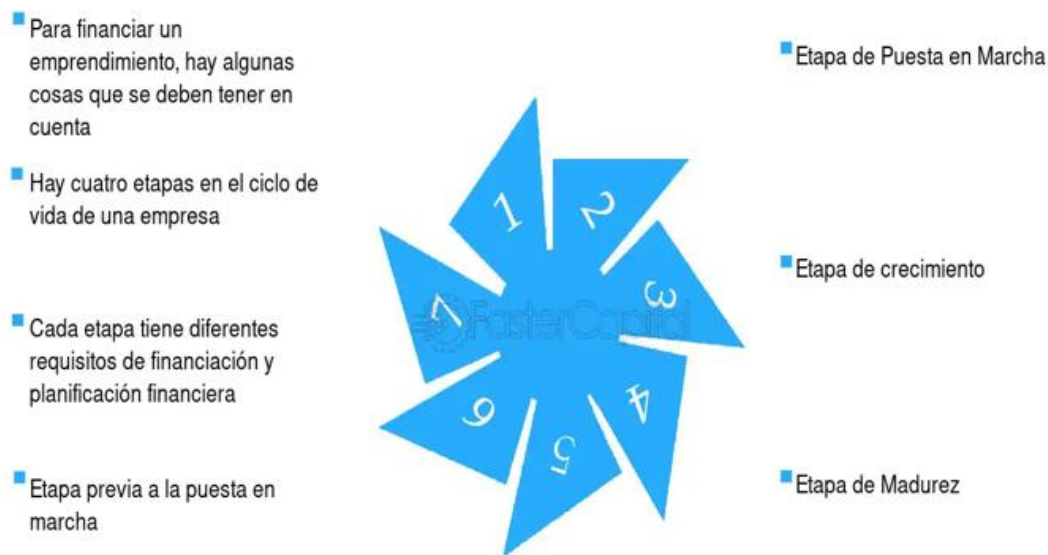 Para financiar un
emprendimiento, hay algunas
cosas que se deben tener en
cuenta
Hay cuatro etapas en el ciclo de
vida de una empresa
Cada etapa tiene diferentes
requisitos de financiación y
planificación financiera
Etapa previa a la puesta en
marcha
Etapa de Puesta en Marcha
Etapa de crecimiento
Etapa de Madurez
1
2
3
4
5
6
7
FasterCapital